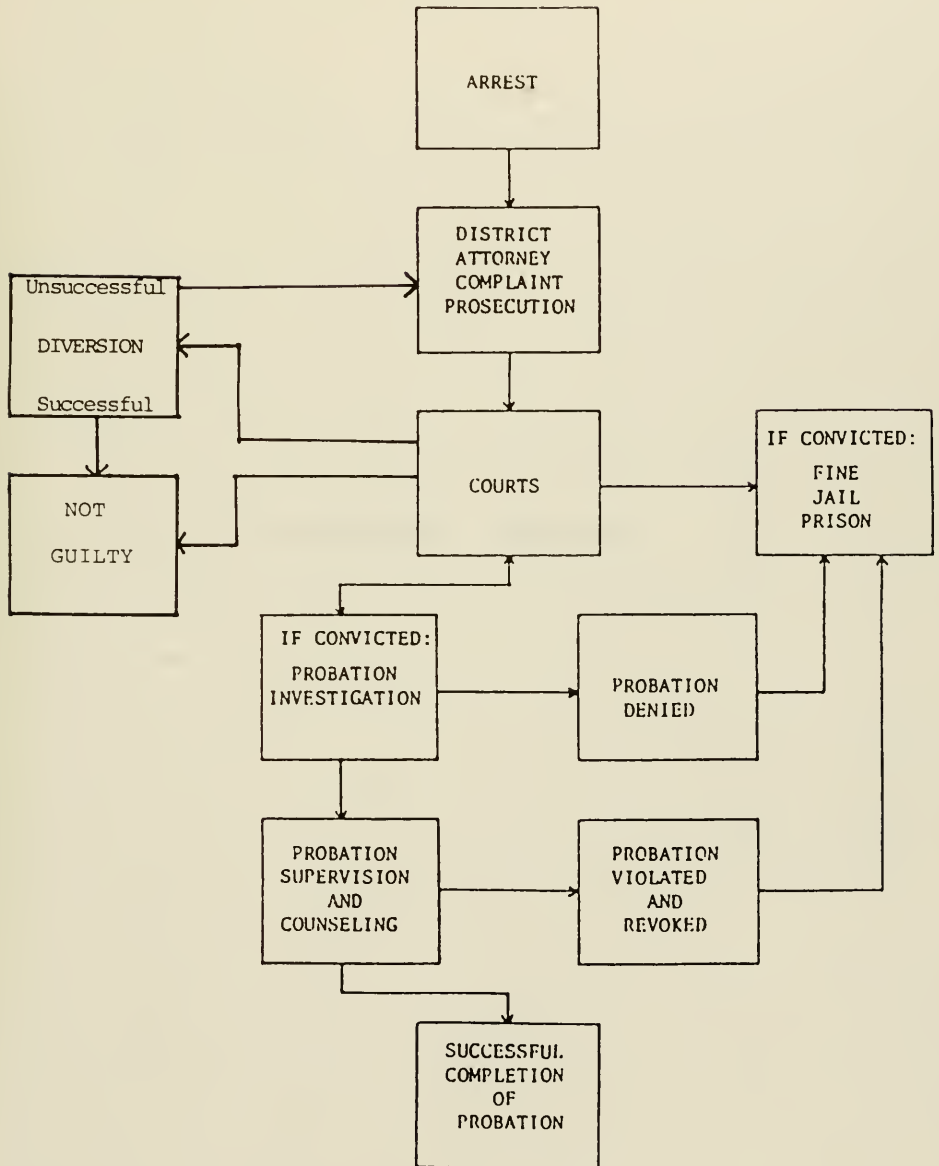 ARREST
DISTRICT
ATTORNEY
COMPLAINT
PROSECUTION
Unsuccessful
DIVERSION
Successful
NOT
GUILTY
COURTS
IF CONVICTED:
FINE
JAIL
PRISON
IF CONVICTED:
PROBATION
INVESTIGATION
PROBATION
DENIED
PROBATION
SUPERVISION
AND
COUNSELING
PROBATION
VIOLATED
AND
REVOKED
SUCCESSFUL
COMPLETION
OF
PROBATION